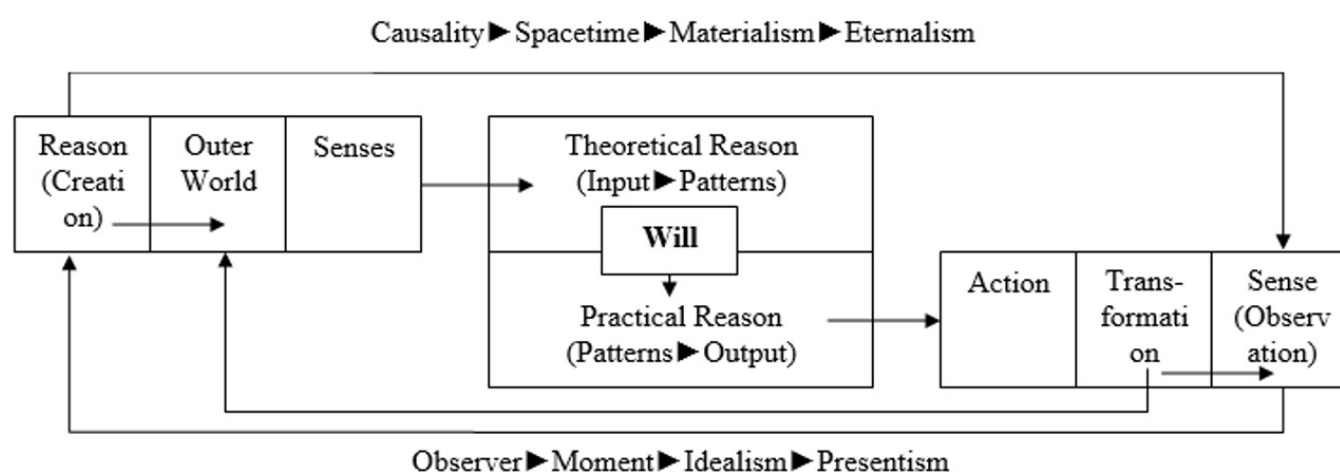 Causality►Spacetime►Materialism►Eternalism
Reason
(Creati
on)
Outer
World
Senses
Theoretical Reason
(Input►Patterns)
Will
Practical Reason
(Patterns►Output)
Action
Trans-
formati
on
Sense
(Observ
ation)
Observer►Moment►Idealism►Presentism